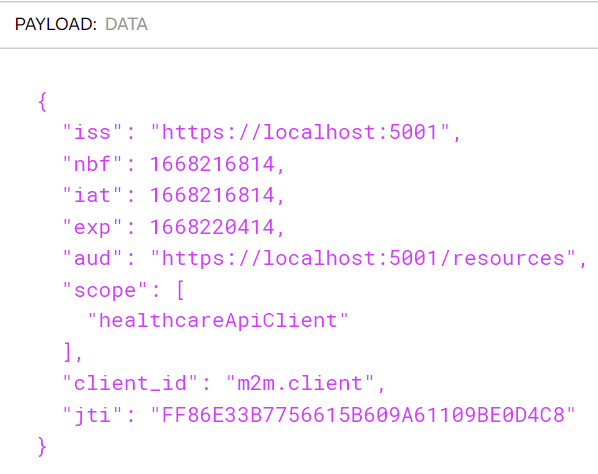 PAYLOAD: DATA
{
"iss": "https://localhost:5001",
"nbf": 1668216814,
"iat": 1668216814,
"exp": 1668220414,
"aud": "https://localhost:5001/resources",
"scope": [
"healthcareApiClient"
],
"client_id": "m2m.client",
"jti": "FF86E33B7756615B609A61109BE0D4C8"
}